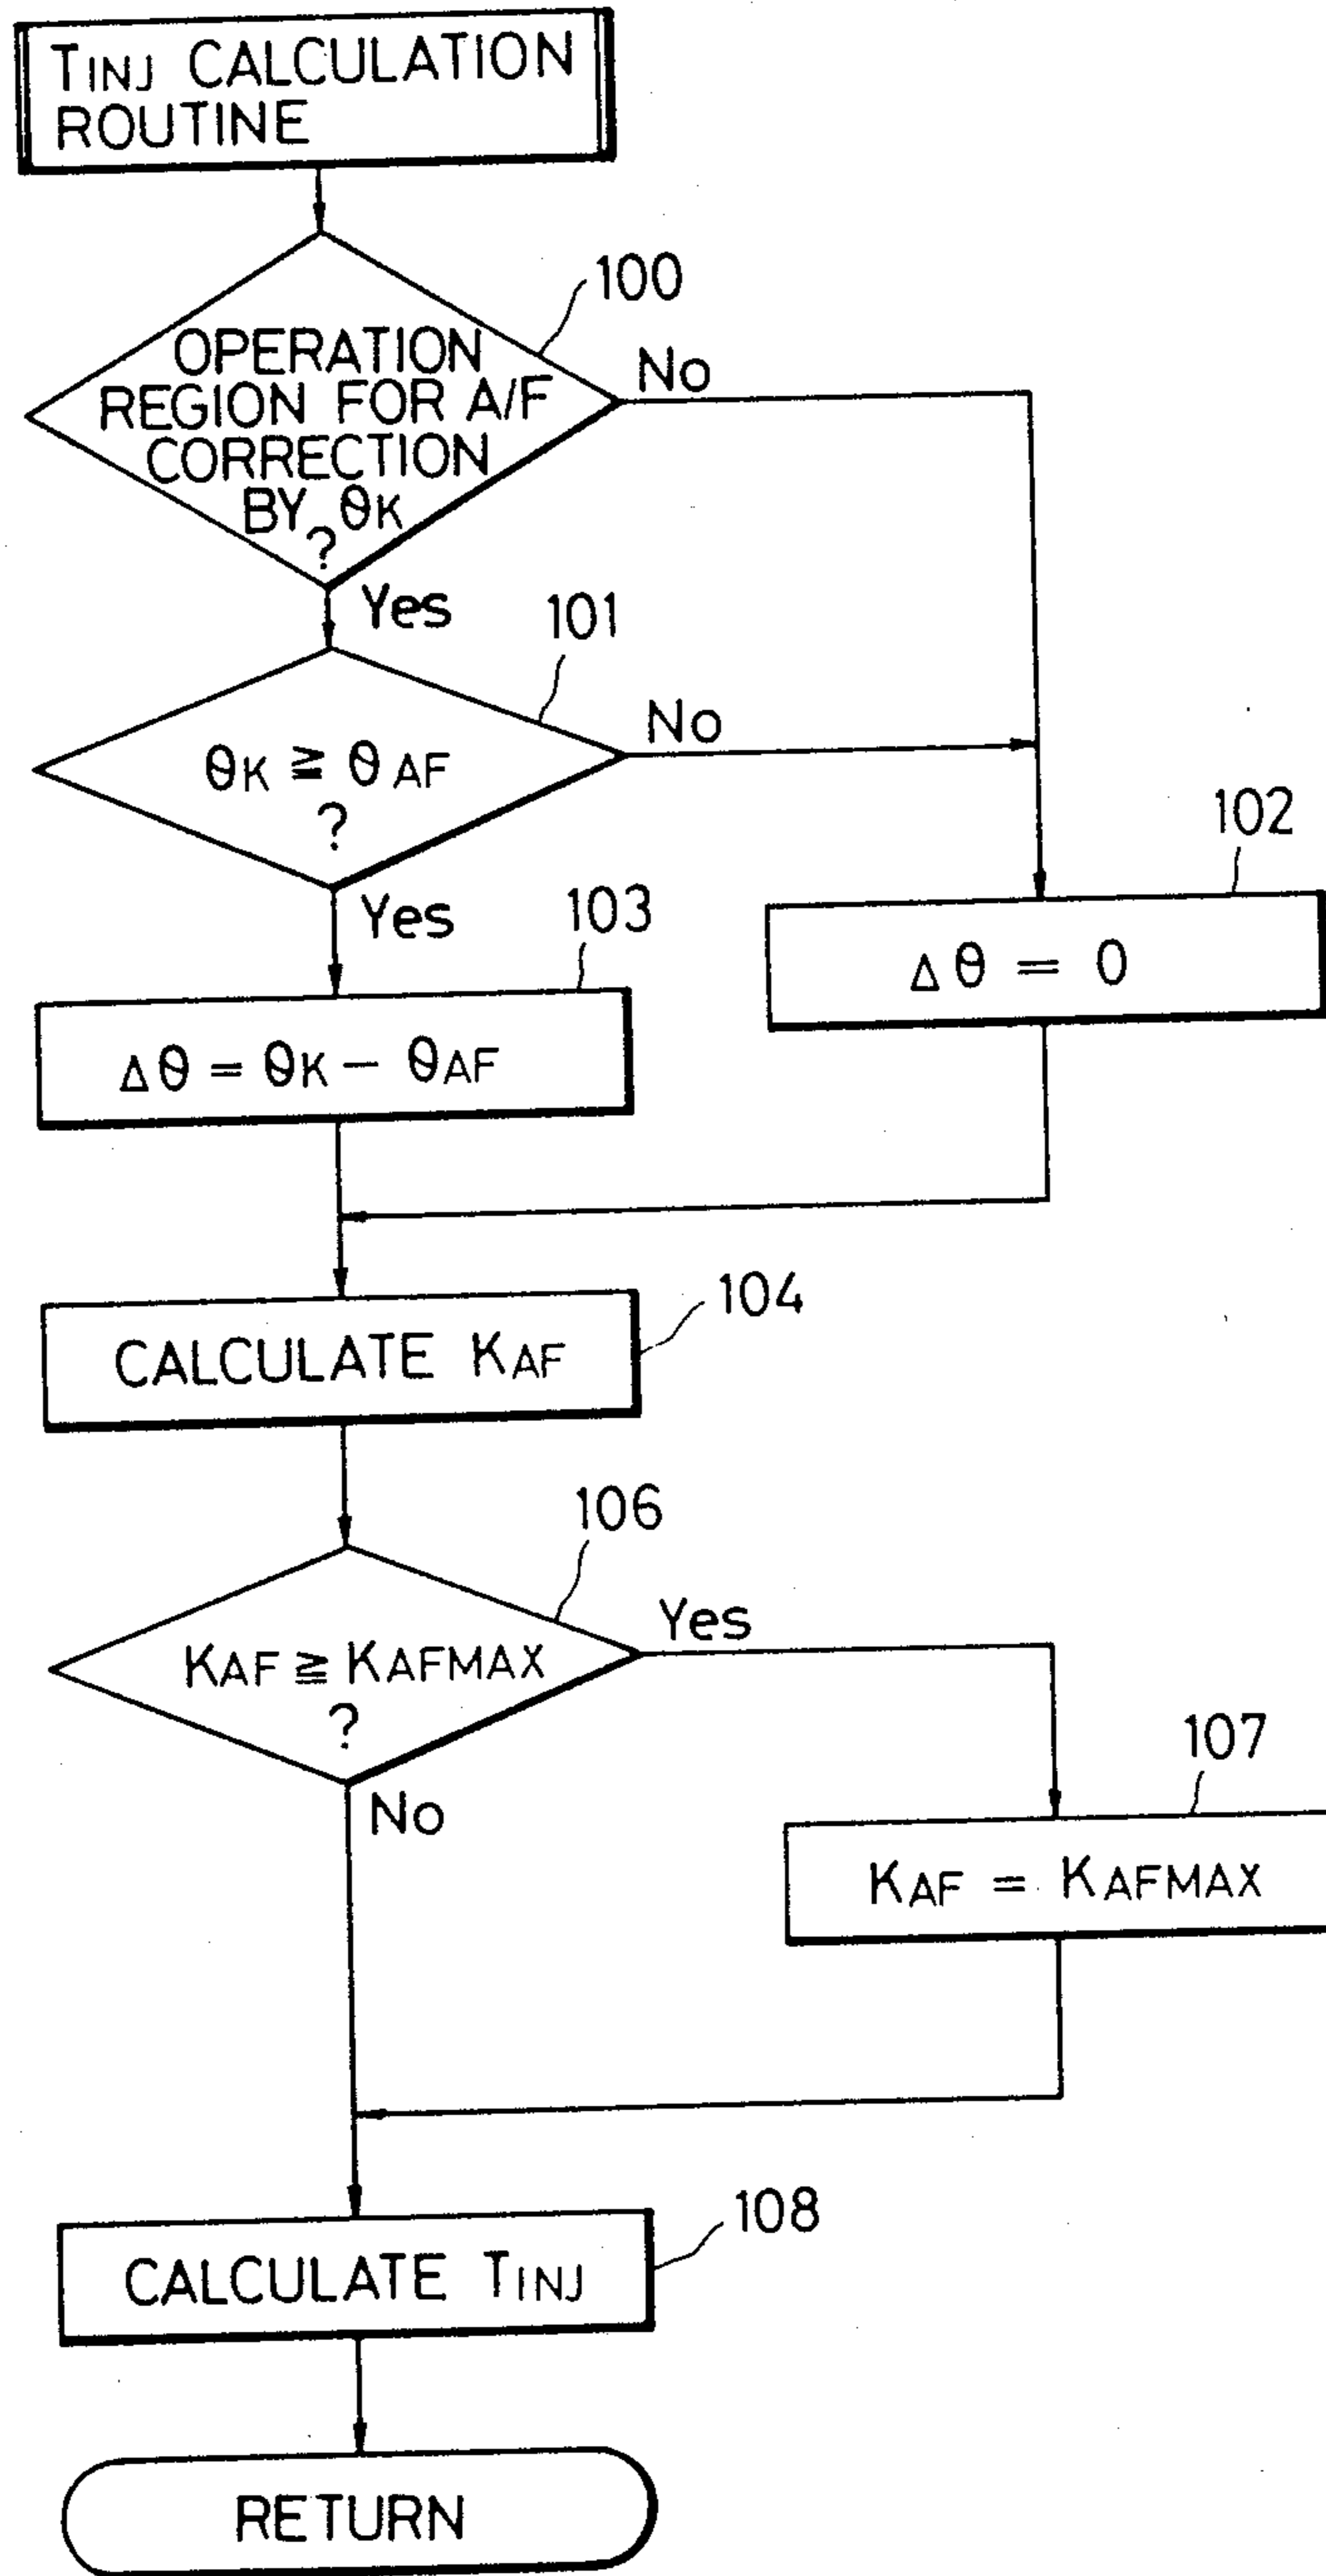 TINJ CALCULATION
ROUTINE
100
OPERATION
REGION FOR A/F
CORRECTION
BY θK
?
No
Yes
101
θK ≧ θAF
?
No
Yes
102
Δθ = 0
103
Δθ = θK − θAF
104
CALCULATE KAF
106
KAF ≧ KAFMAX
?
Yes
No
107
KAF = KAFMAX
108
CALCULATE TINJ
RETURN